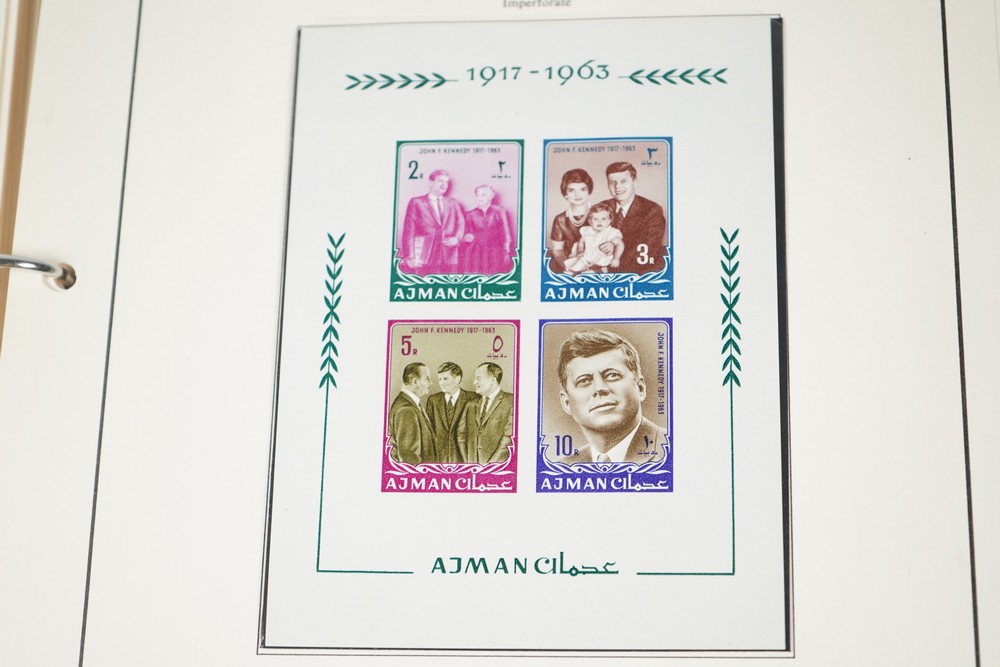 Imperforate
1917-1963
JOHN F. KENNEDY 1917-1963
2R ٢
AJMAN عجمان
JOHN F. KENNEDY 1917-1963
٣
3R
AJMAN عجمان
JOHN F. KENNEDY 1917-1963
5R ٥
AJMAN عجمان
JOHN F. KENNEDY 1917-1963
10R ١٠
AJMAN عجمان
AJMAN عجمان